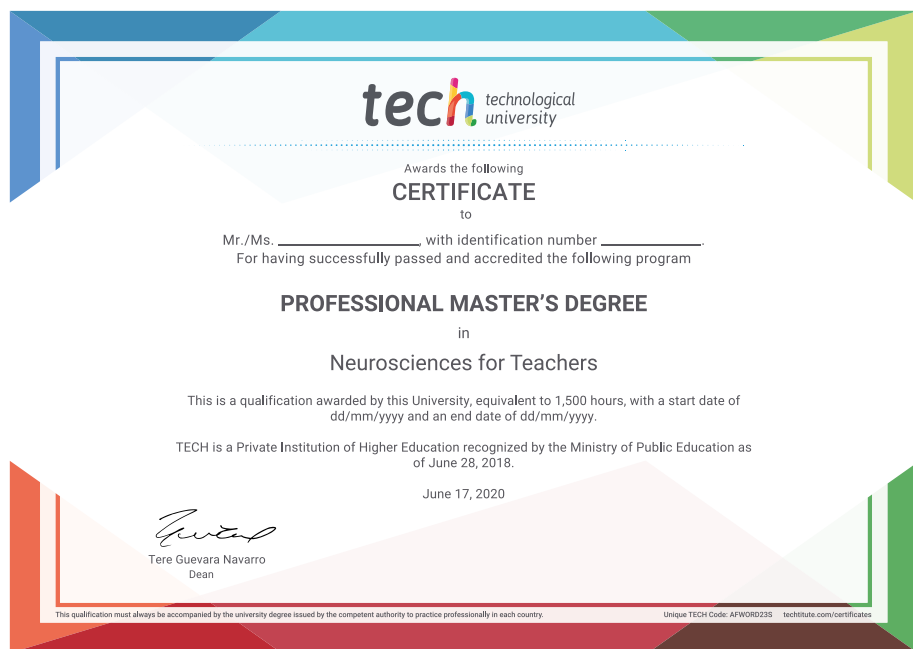 tech technological
university
Awards the following
CERTIFICATE
to
Mr./Ms. ____________________, with identification number ______________.
For having successfully passed and accredited the following program
PROFESSIONAL MASTER'S DEGREE
in
Neurosciences for Teachers
This is a qualification awarded by this University, equivalent to 1,500 hours, with a start date of
dd/mm/yyyy and an end date of dd/mm/yyyy.
TECH is a Private Institution of Higher Education recognized by the Ministry of Public Education as
of June 28, 2018.
June 17, 2020
Tere Guevara Navarro
Dean
This qualification must always be accompanied by the university degree issued by the competent authority to practice professionally in each country. Unique TECH Code: AFWORD23S techtitute.com/certificates